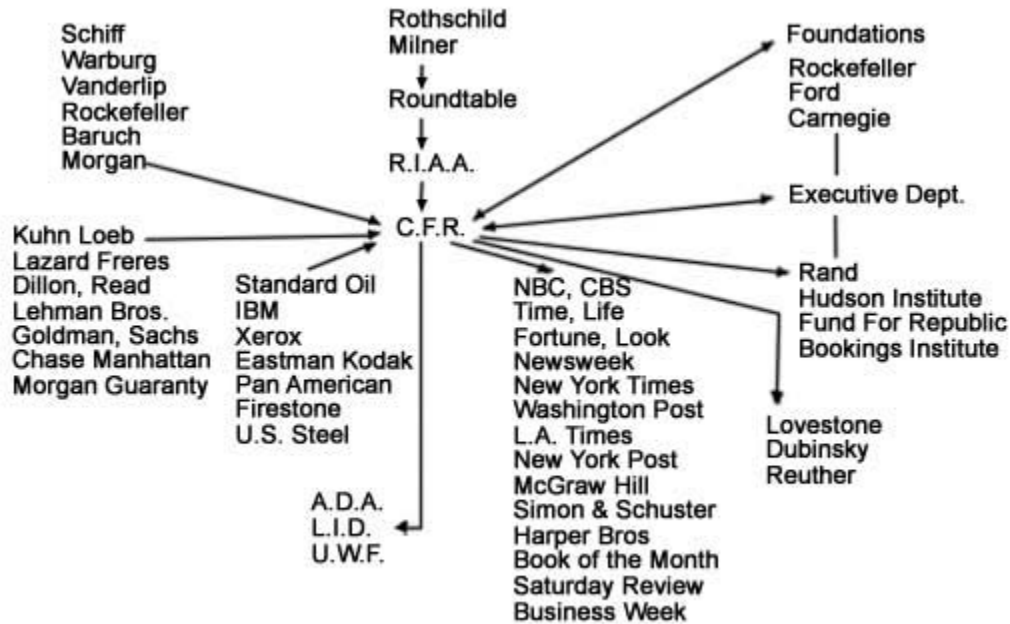 Schiff
Warburg
Vanderlip
Rockefeller
Baruch
Morgan
Rothschild
Milner
Roundtable
R.I.A.A.
C.F.R.
Foundations
Rockefeller
Ford
Carnegie
Executive Dept.
Rand
Hudson Institute
Fund For Republic
Bookings Institute
Kuhn Loeb
Lazard Freres
Dillon, Read
Lehman Bros.
Goldman, Sachs
Chase Manhattan
Morgan Guaranty
Standard Oil
IBM
Xerox
Eastman Kodak
Pan American
Firestone
U.S. Steel
NBC, CBS
Time, Life
Fortune, Look
Newsweek
New York Times
Washington Post
L.A. Times
New York Post
McGraw Hill
Simon & Schuster
Harper Bros
Book of the Month
Saturday Review
Business Week
Lovestone
Dubinsky
Reuther
A.D.A.
L.I.D.
U.W.F.